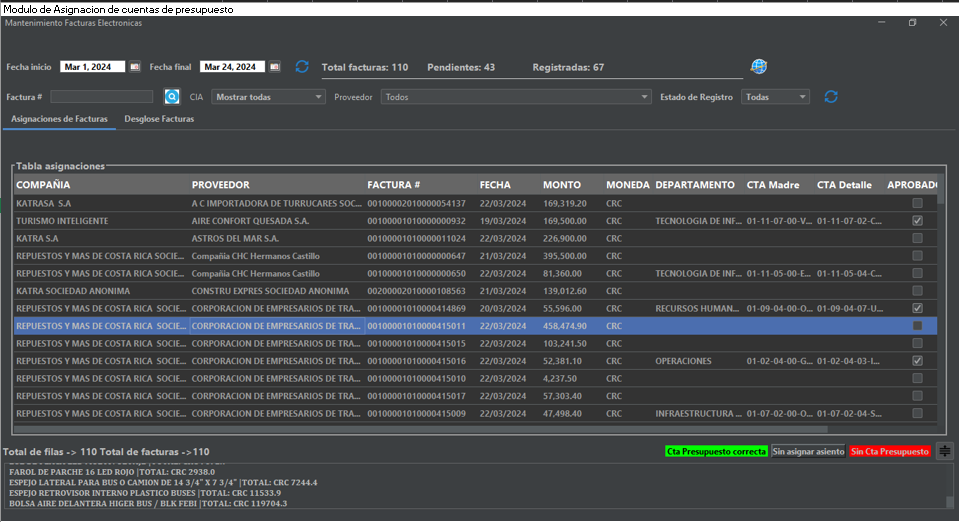 Modulo de Asignacion de cuentas de presupuesto
Mantenimiento Facturas Electronicas
Fecha inicio Mar 1, 2024 Fecha final Mar 24, 2024 Total facturas: 110 Pendientes: 43 Registradas: 67
Factura # CIA Mostrar todas Proveedor Todos Estado de Registro Todas
Asignaciones de Facturas Desglose Facturas
Tabla asignaciones
COMPAÑIA PROVEEDOR FACTURA # FECHA MONTO MONEDA DEPARTAMENTO CTA Madre CTA Detalle APROBADO
KATRASA S.A A C IMPORTADORA DE TURRUCARES SOC... 00100002010000054137 22/03/2024 169,319.20 CRC
TURISMO INTELIGENTE AIRE CONFORT QUESADA S.A. 00100001010000000932 19/03/2024 169,500.00 CRC TECNOLOGIA DE INF... 01-11-07-00-V... 01-11-07-02-C...
KATRA S.A ASTROS DEL MAR S.A. 00100001010000011024 22/03/2024 226,900.00 CRC
REPUESTOS Y MAS DE COSTA RICA SOCIE... Compañia CHC Hermanos Castillo 00100001010000000647 21/03/2024 395,500.00 CRC
REPUESTOS Y MAS DE COSTA RICA SOCIE... Compañia CHC Hermanos Castillo 00100001010000000650 22/03/2024 81,360.00 CRC TECNOLOGIA DE INF... 01-11-05-00-E... 01-11-05-04-C...
KATRA SOCIEDAD ANONIMA CONSTRU EXPRES SOCIEDAD ANONIMA 00200002010000108563 21/03/2024 139,012.60 CRC
REPUESTOS Y MAS DE COSTA RICA SOCIE... CORPORACION DE EMPRESARIOS DE TRA... 00100001010000414869 20/03/2024 55,596.00 CRC RECURSOS HUMAN... 01-09-04-00-O... 01-09-04-07-U...
REPUESTOS Y MAS DE COSTA RICA SOCIE... CORPORACION DE EMPRESARIOS DE TRA... 00100001010000415011 22/03/2024 458,474.90 CRC
REPUESTOS Y MAS DE COSTA RICA SOCIE... CORPORACION DE EMPRESARIOS DE TRA... 00100001010000415015 22/03/2024 103,241.50 CRC
REPUESTOS Y MAS DE COSTA RICA SOCIE... CORPORACION DE EMPRESARIOS DE TRA... 00100001010000415016 22/03/2024 52,381.10 CRC OPERACIONES 01-02-04-00-G... 01-02-04-03-I...
REPUESTOS Y MAS DE COSTA RICA SOCIE... CORPORACION DE EMPRESARIOS DE TRA... 00100001010000415010 22/03/2024 4,237.50 CRC
REPUESTOS Y MAS DE COSTA RICA SOCIE... CORPORACION DE EMPRESARIOS DE TRA... 00100001010000415017 22/03/2024 57,303.40 CRC
REPUESTOS Y MAS DE COSTA RICA SOCIE... CORPORACION DE EMPRESARIOS DE TRA... 00100001010000415009 22/03/2024 47,498.40 CRC INFRAESTRUCTURA ... 01-07-02-00-O... 01-07-02-04-S...
Total de filas -> 110 Total de facturas ->110 Cta Presupuesto correcta Sin asignar asiento Sin Cta Presupuesto
FAROL DE PARCHE 16 LED ROJO |TOTAL: CRC 2938.0
ESPEJO LATERAL PARA BUS O CAMION DE 14 3/4" X 7 3/4" |TOTAL: CRC 7244.4
ESPEJO RETROVISOR INTERNO PLASTICO BUSES |TOTAL: CRC 11533.9
BOLSA AIRE DELANTERA HIGER BUS / BLK FEBI |TOTAL: CRC 119704.3